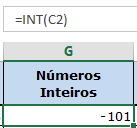 =INT(C2)
G
Números
Inteiros
-101